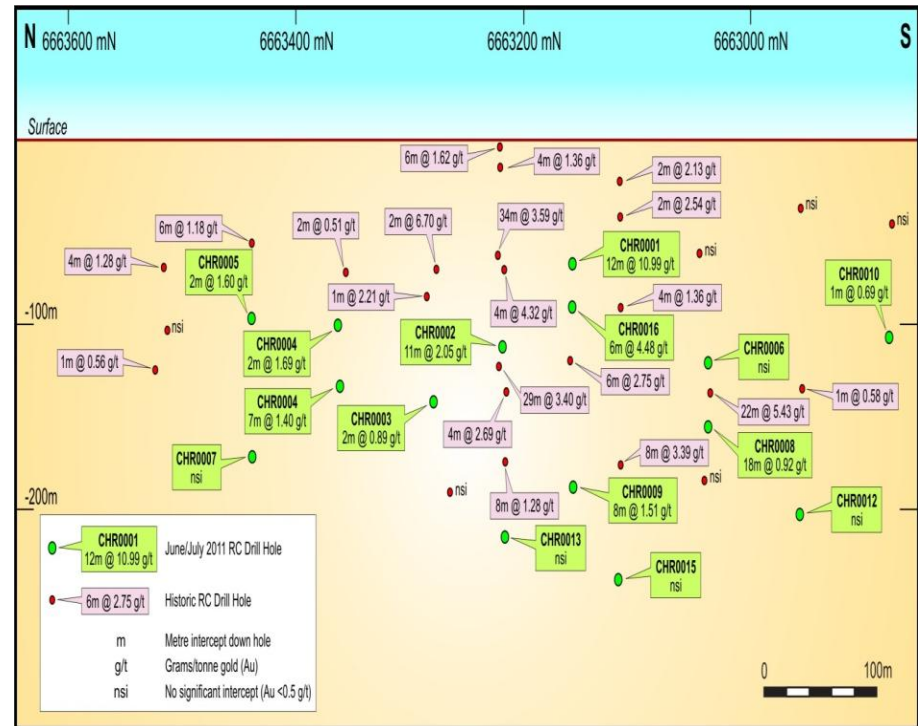 N 6663600 mN 6663400 mN 6663200 mN 6663000 mN S
Surface
6m @ 1.62 g/t
4m @ 1.36 g/t
2m @ 2.13 g/t
2m @ 2.54 g/t
nsi
nsi
6m @ 1.18 g/t
2m @ 0.51 g/t
2m @ 6.70 g/t
34m @ 3.59 g/t
CHR0001
12m @ 10.99 g/t
nsi
4m @ 1.28 g/t
CHR0005
2m @ 1.60 g/t
CHR0010
1m @ 0.69 g/t
1m @ 2.21 g/t
4m @ 4.32 g/t
4m @ 1.36 g/t
-100m
nsi
CHR0004
2m @ 1.69 g/t
CHR0002
11m @ 2.05 g/t
CHR0016
6m @ 4.48 g/t
CHR0006
nsi
1m @ 0.56 g/t
6m @ 2.75 g/t
29m @ 3.40 g/t
1m @ 0.58 g/t
22m @ 5.43 g/t
CHR0004
7m @ 1.40 g/t
CHR0003
2m @ 0.89 g/t
4m @ 2.69 g/t
CHR0007
nsi
8m @ 3.39 g/t
CHR0008
18m @ 0.92 g/t
nsi
nsi
-200m
8m @ 1.28 g/t
CHR0009
8m @ 1.51 g/t
CHR0012
nsi
CHR0013
nsi
CHR0015
nsi
CHR0001
12m @ 10.99 g/t
June/July 2011 RC Drill Hole
6m @ 2.75 g/t
Historic RC Drill Hole
m Metre intercept down hole
g/t Grams/tonne gold (Au)
nsi No significant intercept (Au <0.5 g/t)
0 100m